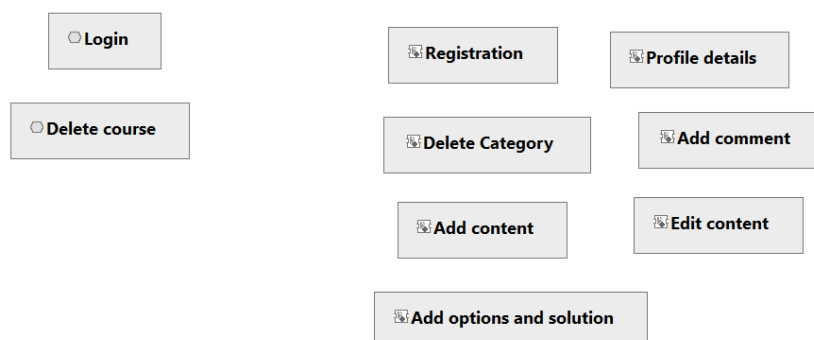 Login
Registration
Profile details
Delete course
Delete Category
Add comment
Add content
Edit content
Add options and solution